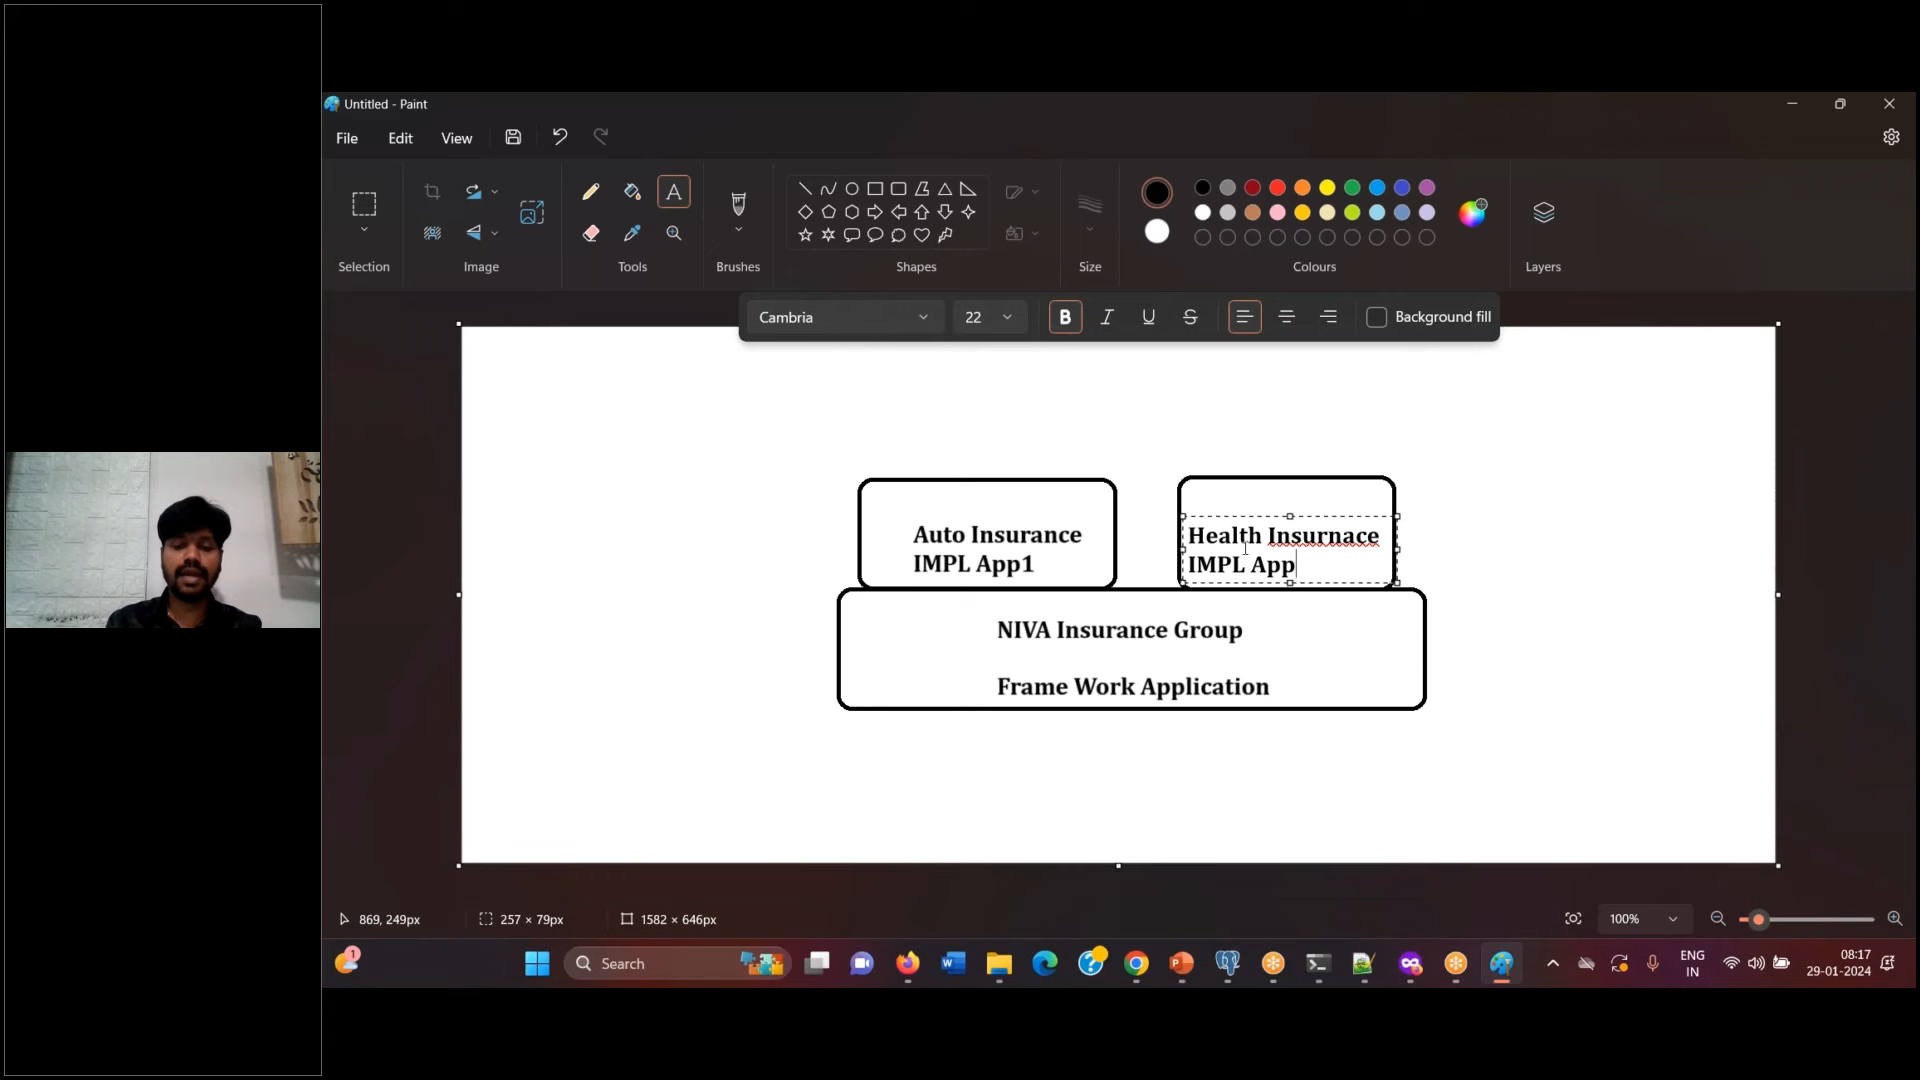 Untitled - Paint
File
Edit
View
Selection
Image
Tools
Brushes
Shapes
Size
Colours
Layers
Cambria
22
B
I
U
S
Background fill
Auto Insurance
IMPL App1
Health Insurnace
IMPL App
NIVA Insurance Group
Frame Work Application
869, 249px
257 × 79px
1582 × 646px
100%
1
Search
ENG
IN
08:17
29-01-2024